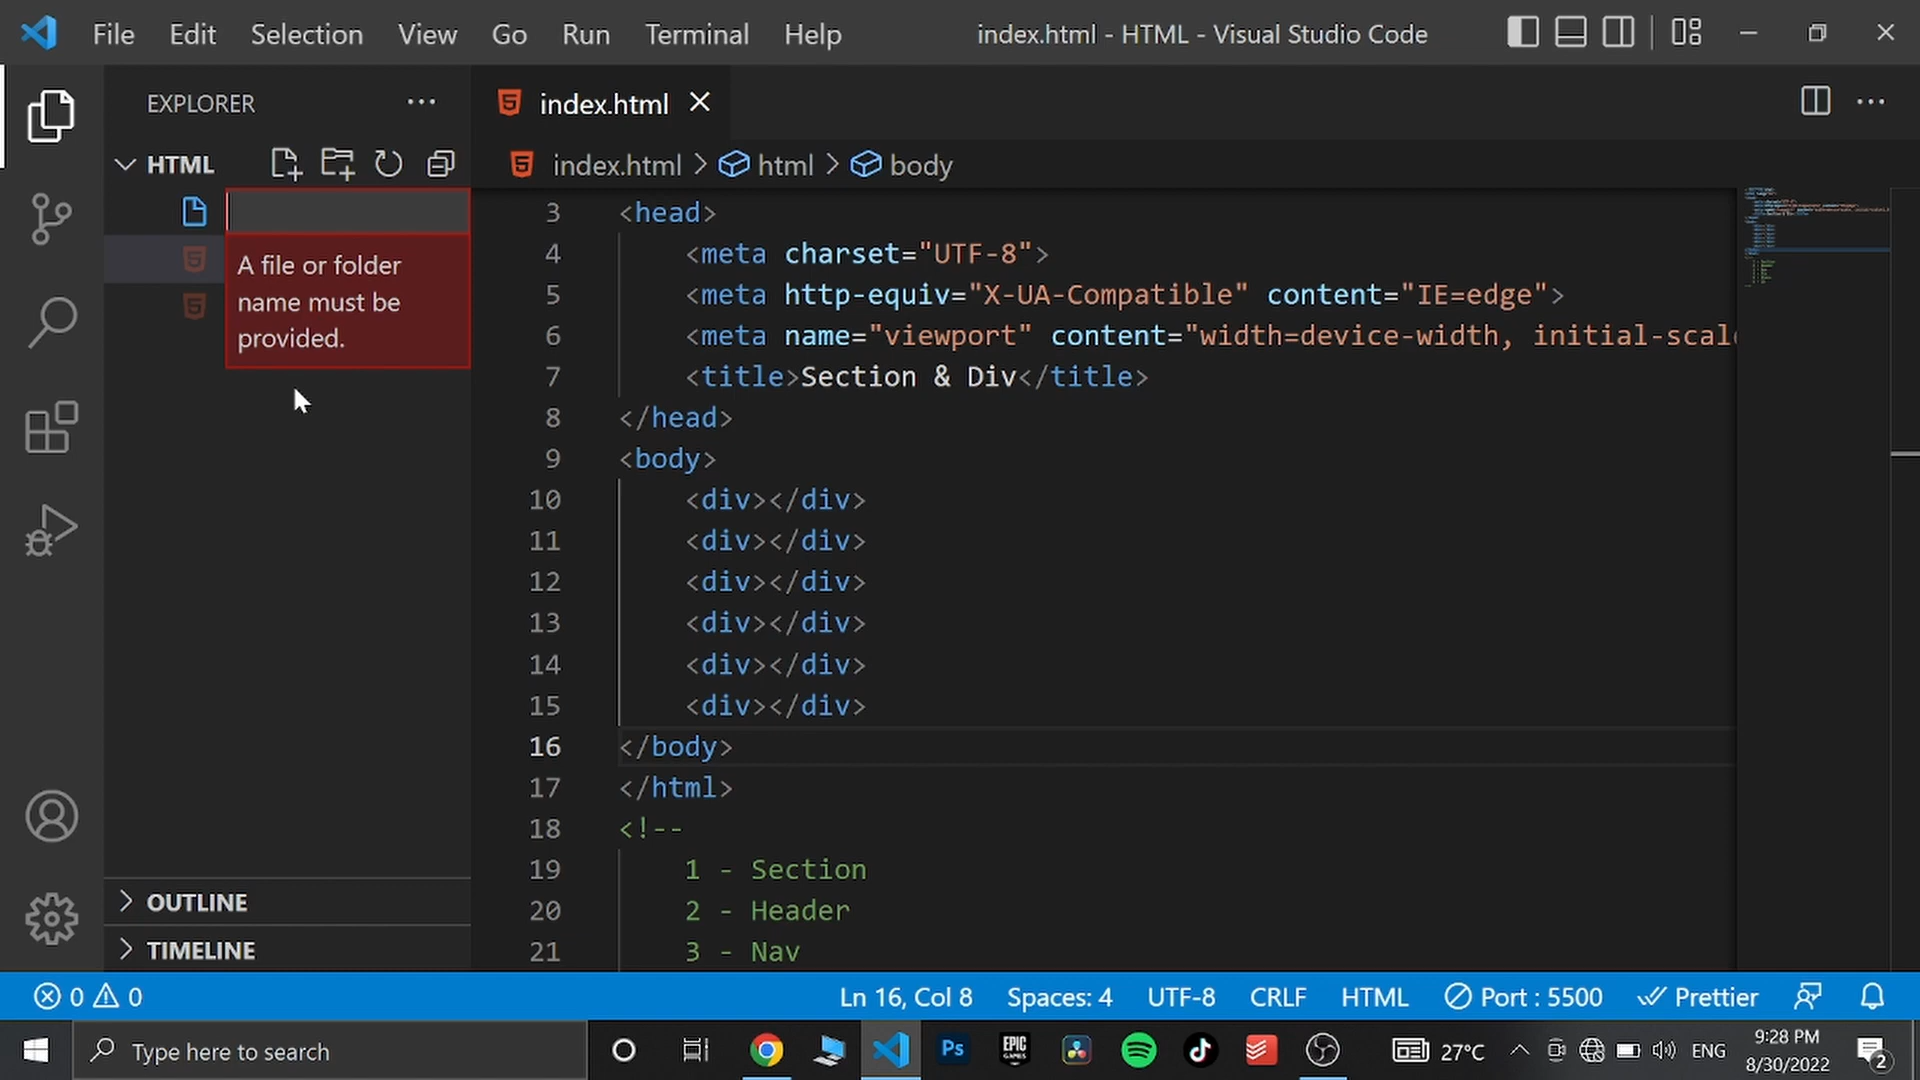 File Edit Selection View Go Run Terminal Help index.html - HTML - Visual Studio Code
EXPLORER
index.html
HTML
index.html > html > body
A file or folder
name must be
provided.
3 <head>
4 <meta charset="UTF-8">
5 <meta http-equiv="X-UA-Compatible" content="IE=edge">
6 <meta name="viewport" content="width=device-width, initial-scal
7 <title>Section & Div</title>
8 </head>
9 <body>
10 <div></div>
11 <div></div>
12 <div></div>
13 <div></div>
14 <div></div>
15 <div></div>
16 </body>
17 </html>
18 <!--
19 1 - Section
20 2 - Header
21 3 - Nav
OUTLINE
TIMELINE
0 0 Ln 16, Col 8 Spaces: 4 UTF-8 CRLF HTML Port : 5500 Prettier
Type here to search
Ps
EPIC
GAMES
27°C
ENG
9:28 PM
8/30/2022
2